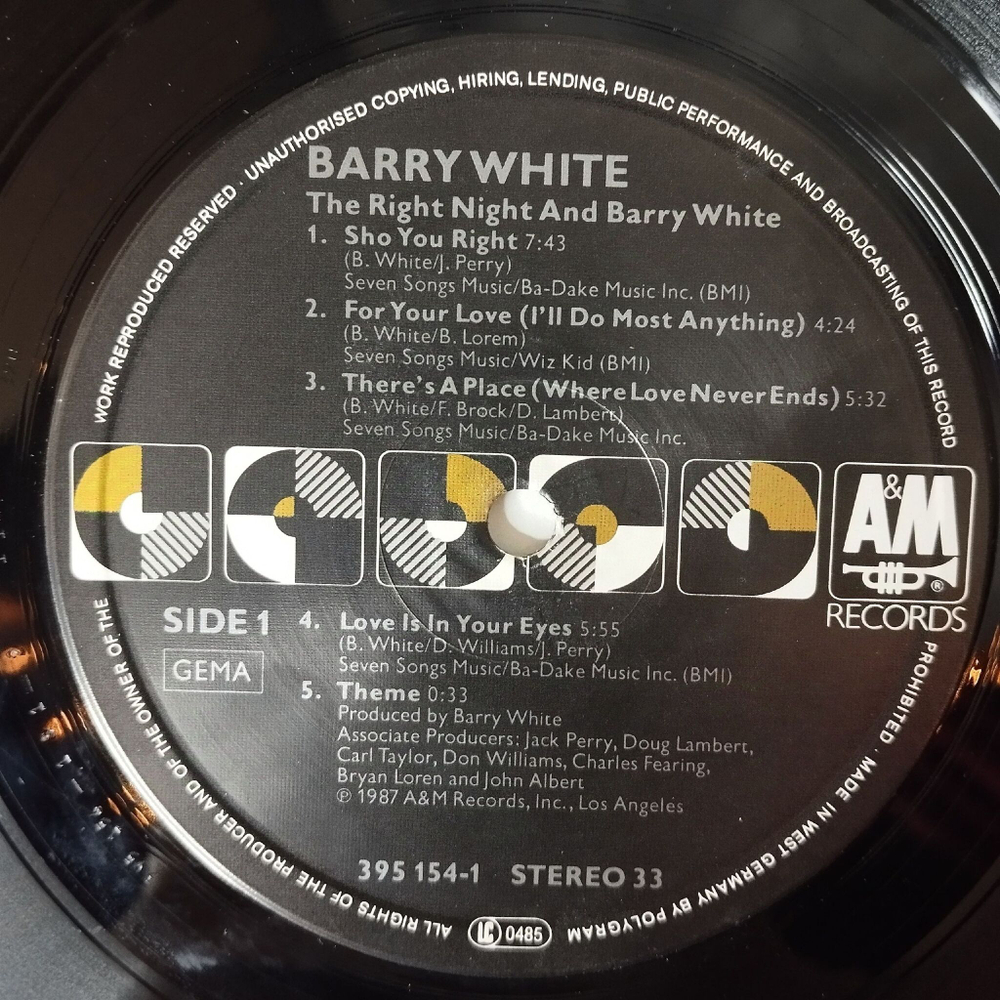 WORK REPRODUCED RESERVED · UNAUTHORISED COPYING, HIRING, LENDING, PUBLIC PERFORMANCE AND BROADCASTING OF THIS RECORD
BARRY WHITE
The Right Night And Barry White
1. Sho You Right 7:43
(B. White/J. Perry)
Seven Songs Music/Ba-Dake Music Inc. (BMI)
2. For Your Love (I'll Do Most Anything) 4:24
(B. White/B. Lorem)
Seven Songs Music/Wiz Kid (BMI)
3. There's A Place (Where Love Never Ends) 5:32
(B. White/F. Brock/D. Lambert)
Seven Songs Music/Ba-Dake Music Inc.
A&M
®
RECORDS
SIDE 1
GEMA
4. Love Is In Your Eyes 5:55
(B. White/D. Williams/J. Perry)
Seven Songs Music/Ba-Dake Music Inc. (BMI)
5. Theme 0:33
Produced by Barry White
Associate Producers: Jack Perry, Doug Lambert,
Carl Taylor, Don Williams, Charles Fearing,
Bryan Loren and John Albert
℗ 1987 A&M Records, Inc., Los Angeles
395 154-1 STEREO 33
PROHIBITED · MADE IN WEST GERMANY BY POLYGRAM
LC 0485
ALL RIGHTS OF THE PRODUCER AND OF THE OWNER OF THE